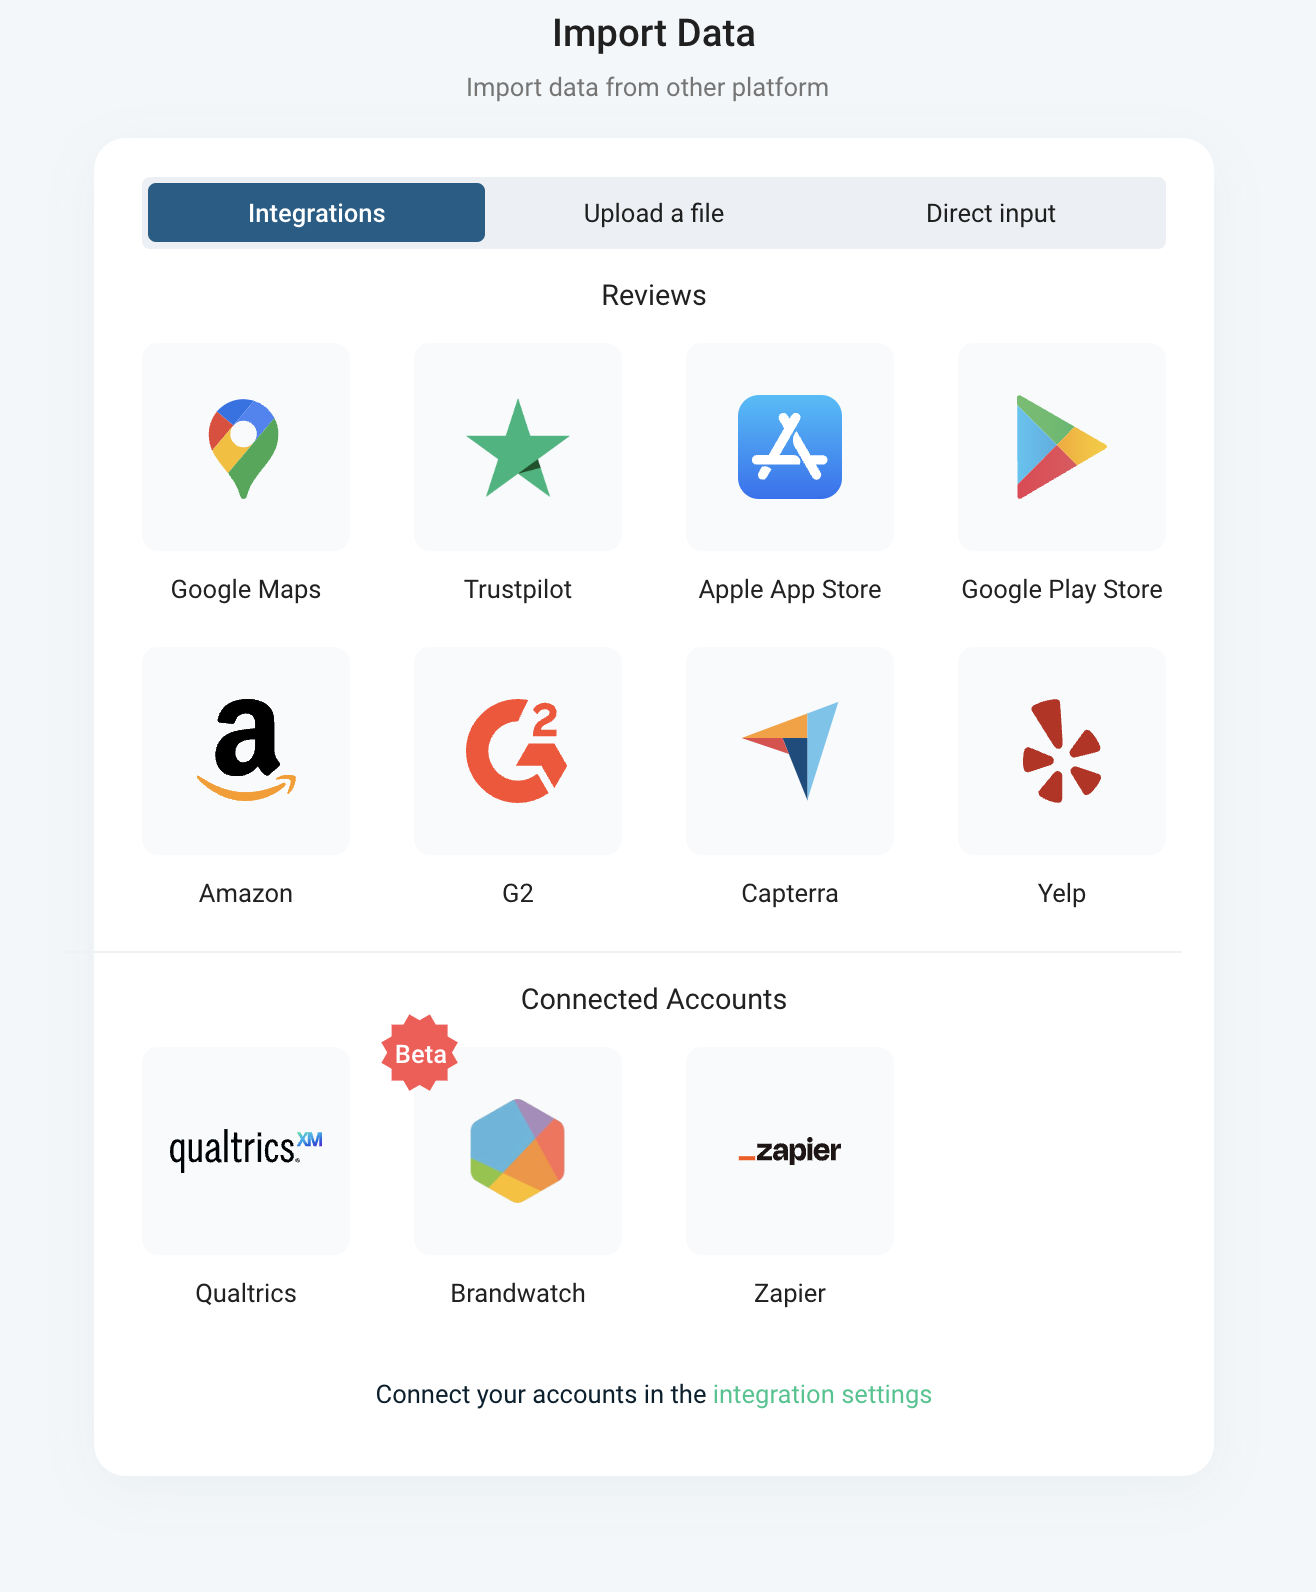 Import Data
Import data from other platform
Integrations
Upload a file
Direct input
Reviews
Google Maps
Trustpilot
Apple App Store
Google Play Store
a
G2
Amazon
G2
Capterra
Yelp
Connected Accounts
Beta
qualtrics.XM
zapier
Qualtrics
Brandwatch
Zapier
Connect your accounts in the integration settings